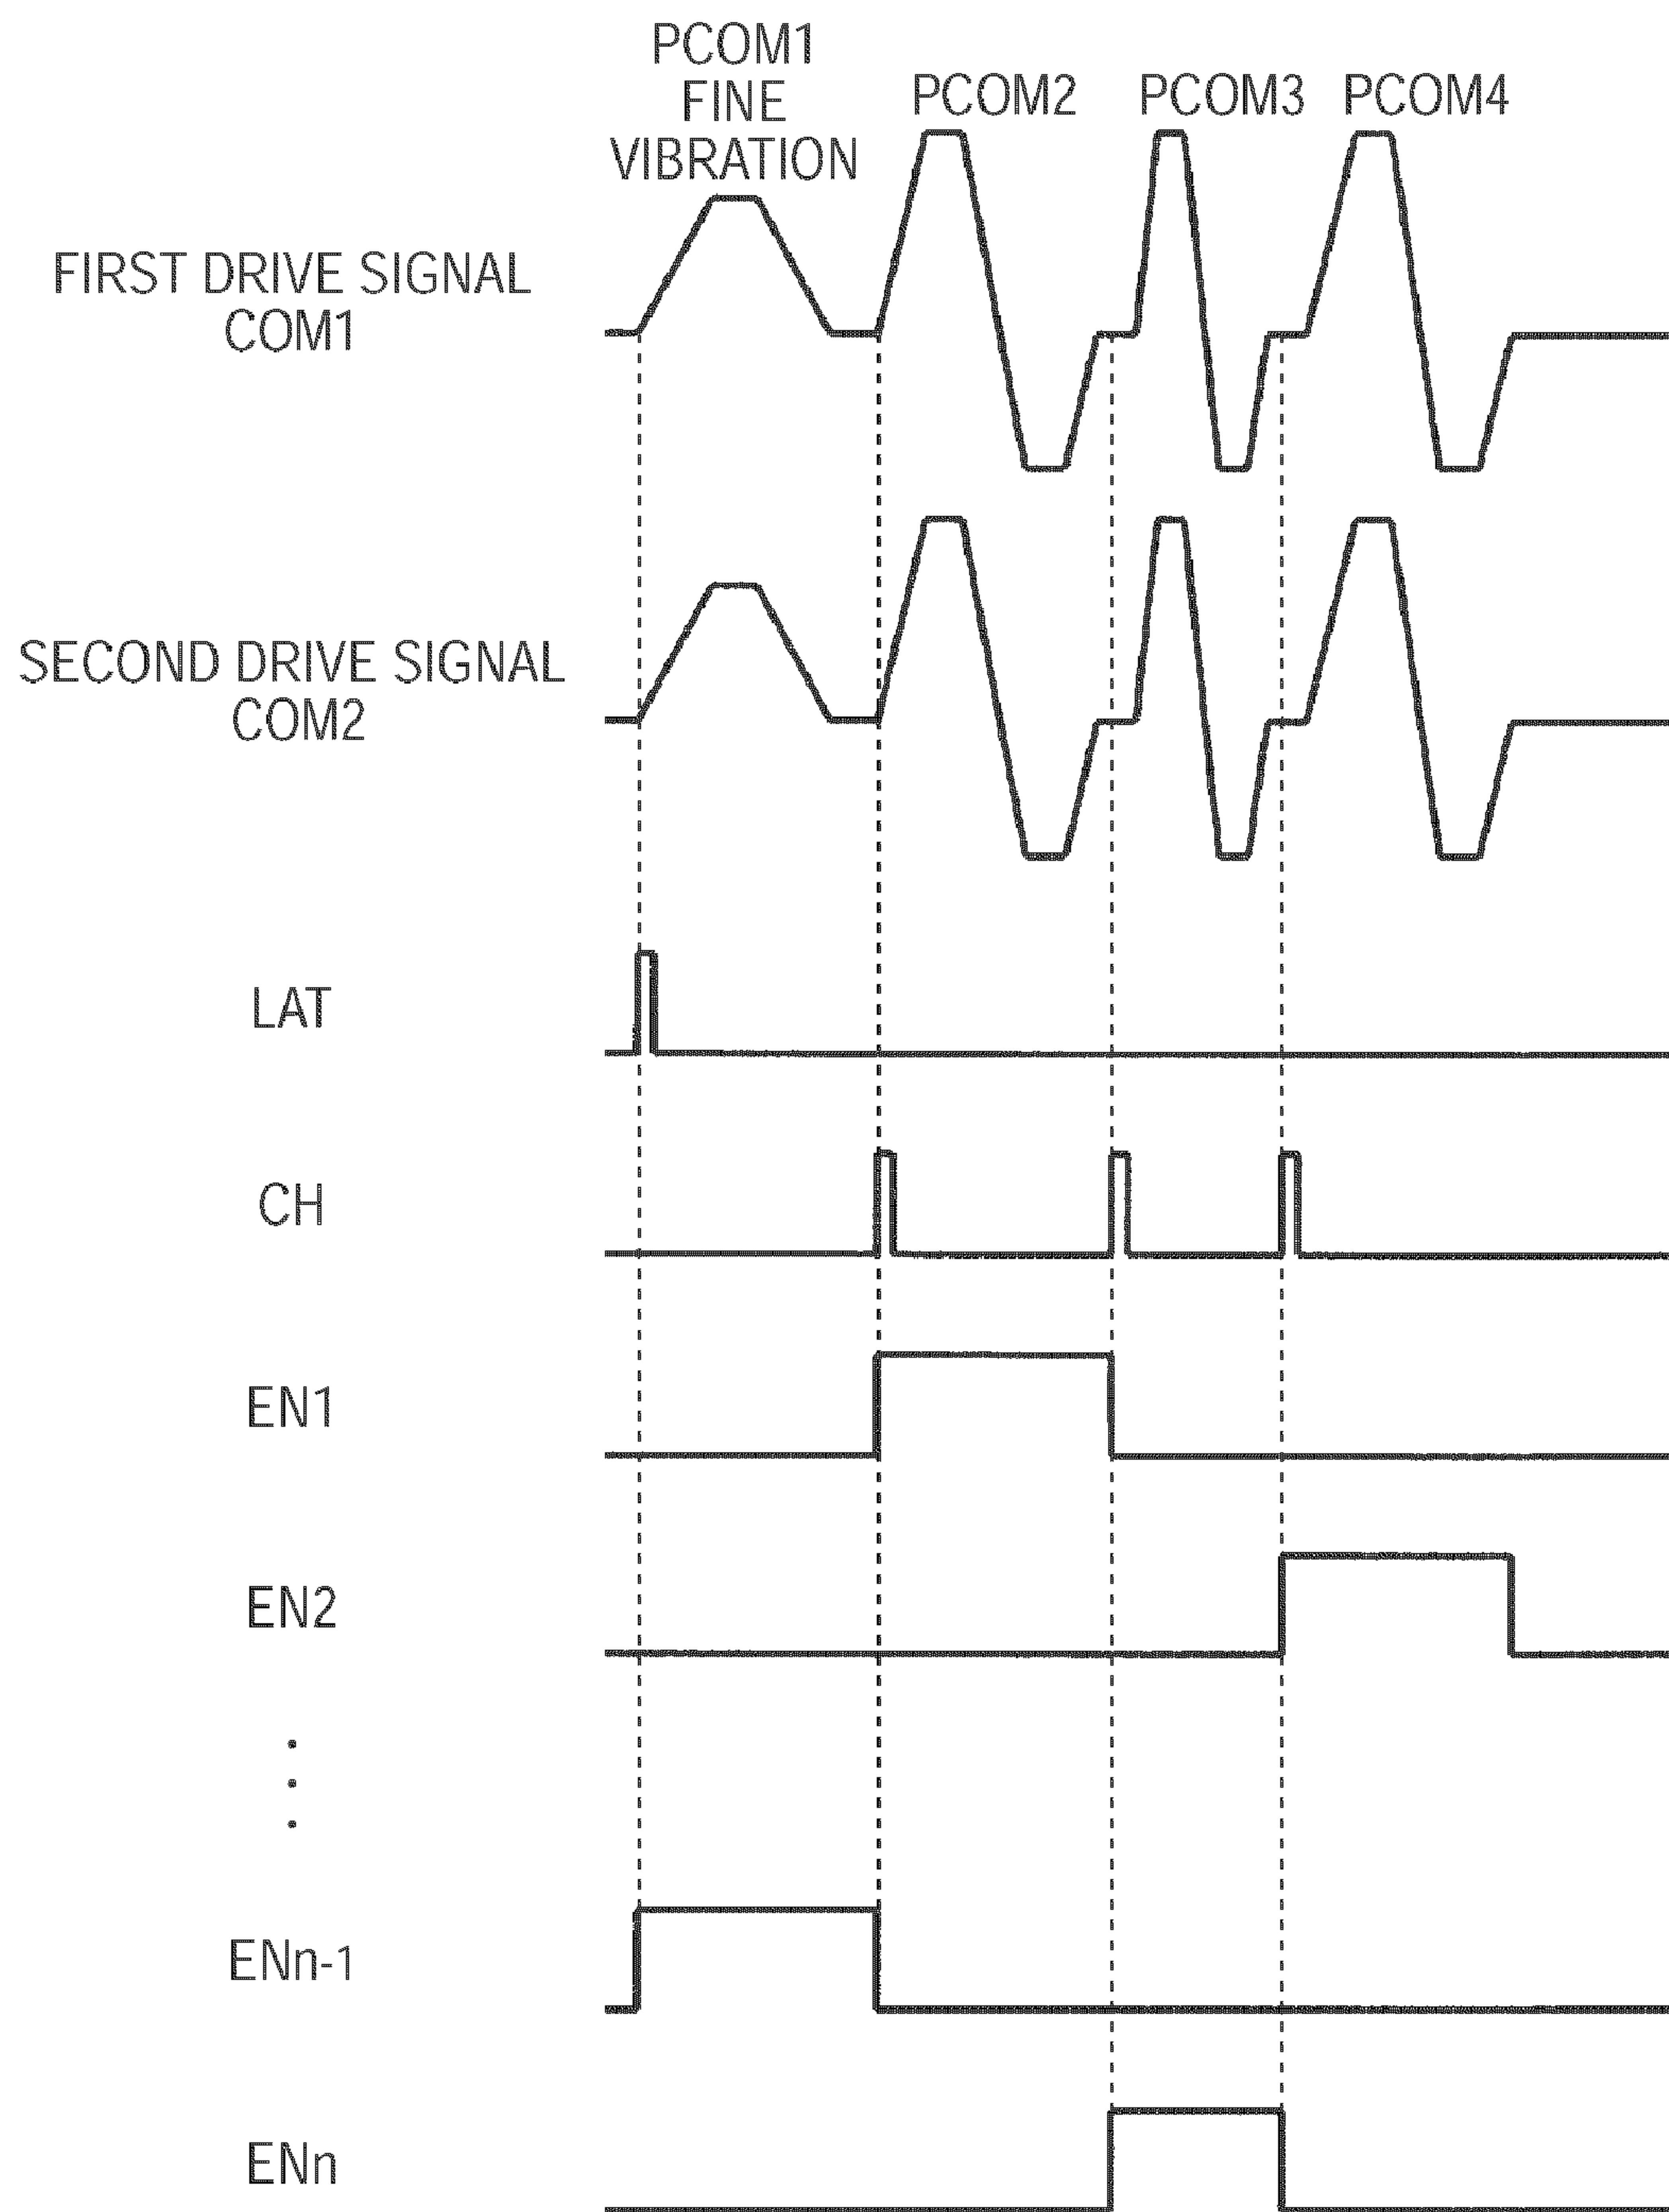 PCOM1
FINE
VIBRATION
PCOM2
PCOM3
PCOM4
FIRST DRIVE SIGNAL
COM1
SECOND DRIVE SIGNAL
COM2
LAT
CH
EN1
EN2
ENn-1
ENn